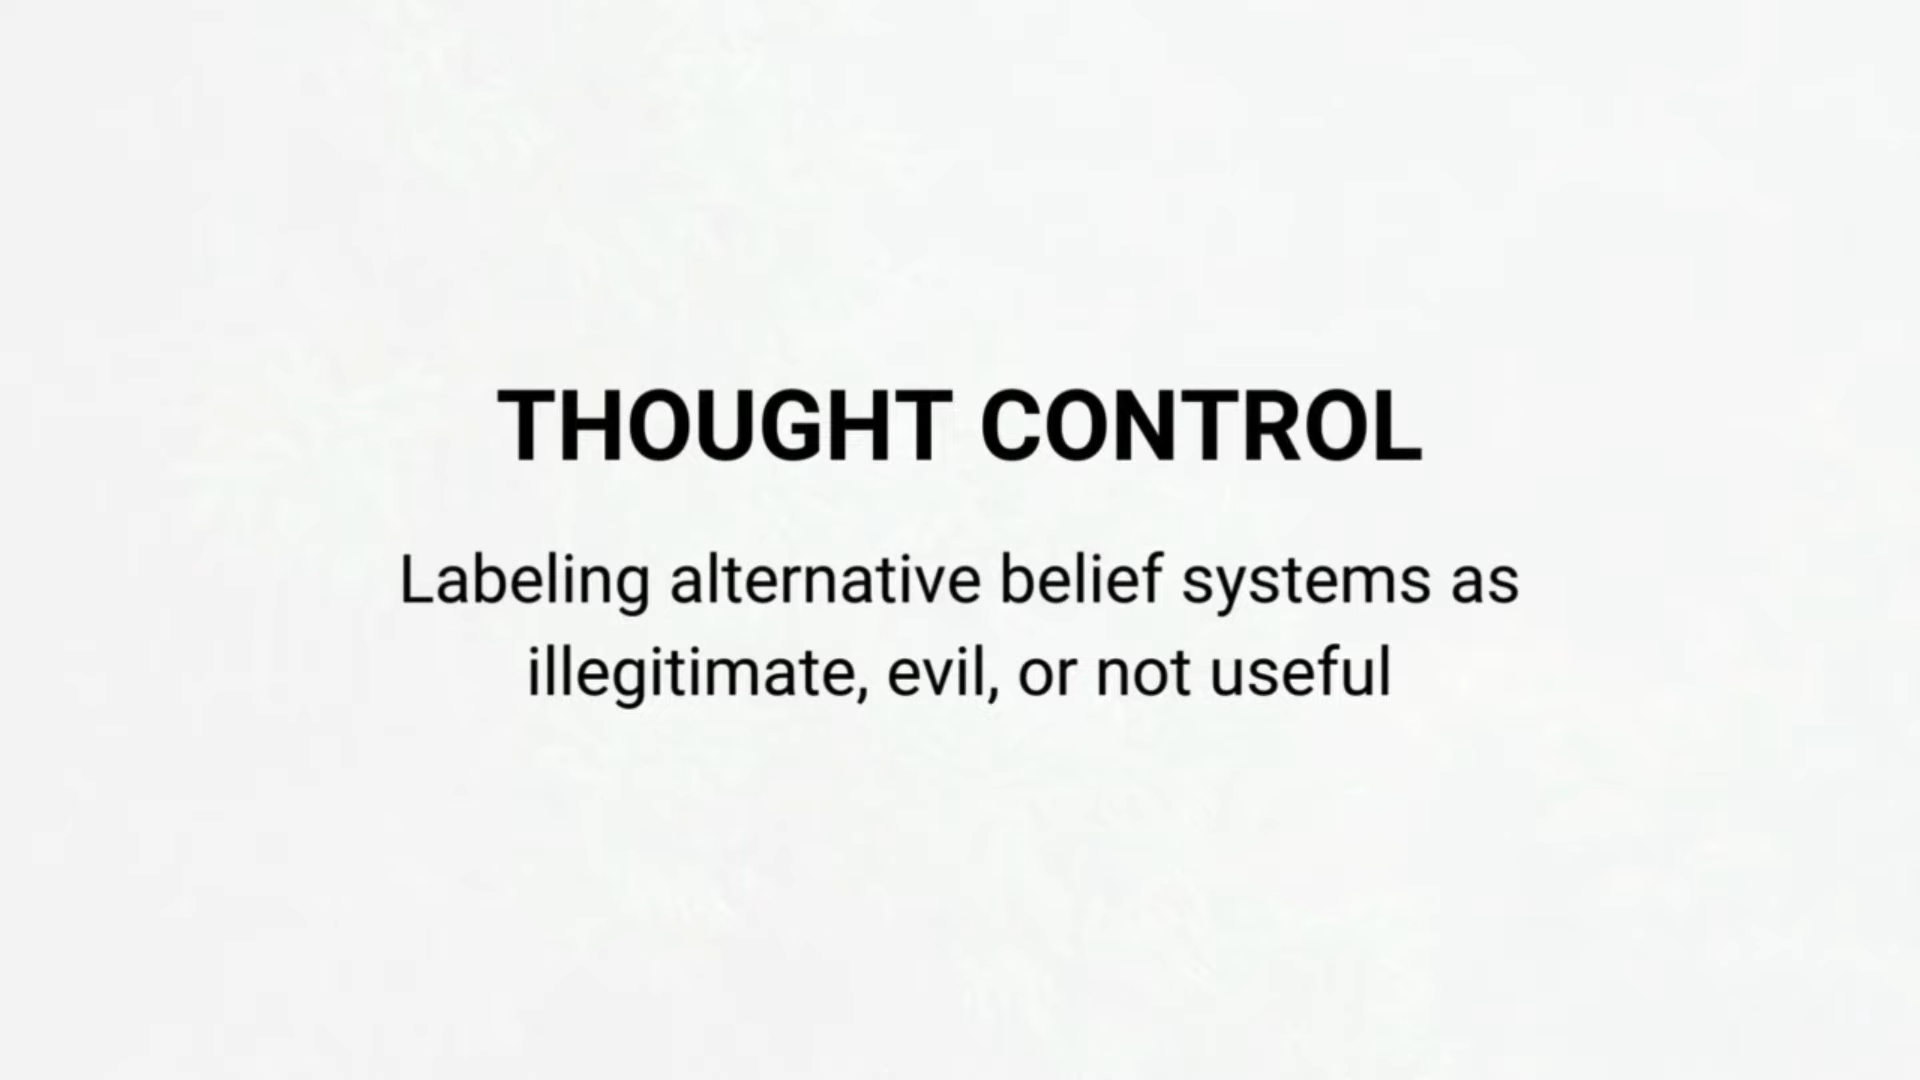 THOUGHT CONTROL
Labeling alternative belief systems as
illegitimate, evil, or not useful